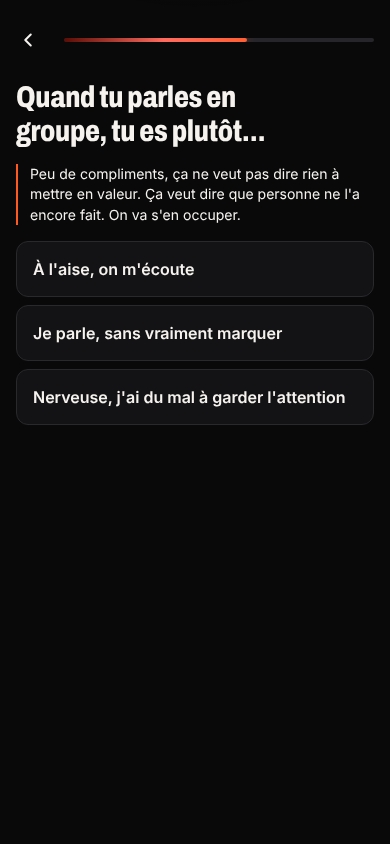 Quand tu parles en
groupe, tu es plutôt...
Peu de compliments, ça ne veut pas dire rien à
mettre en valeur. Ça veut dire que personne ne l'a
encore fait. On va s'en occuper.
À l'aise, on m'écoute
Je parle, sans vraiment marquer
Nerveuse, j'ai du mal à garder l'attention